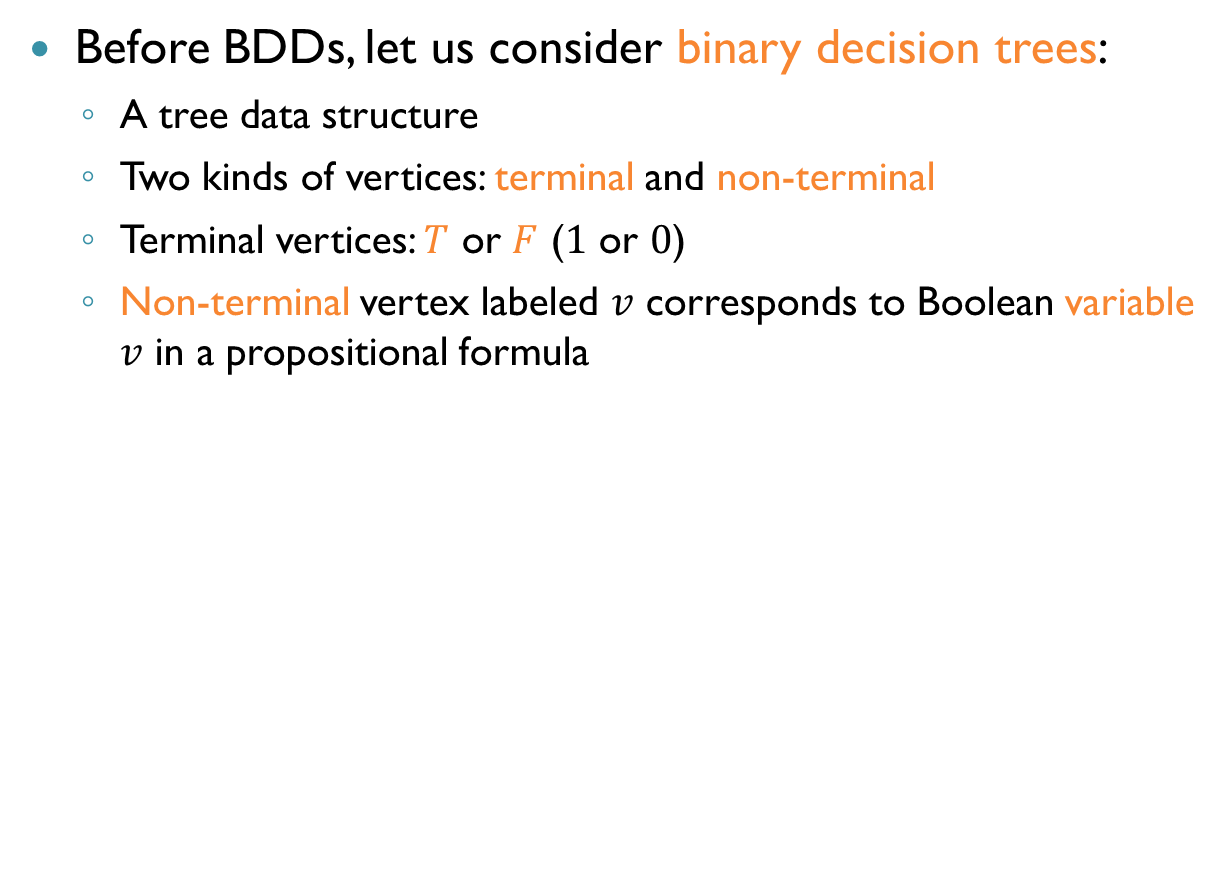 • Before BDDs, let us consider binary decision trees:
◦ A tree data structure
◦ Two kinds of vertices: terminal and non-terminal
◦ Terminal vertices: T or F (1 or 0)
◦ Non-terminal vertex labeled v corresponds to Boolean variable
v in a propositional formula